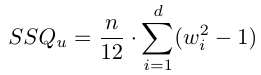 $SSQ_u = \frac{n}{12} \cdot \sum_{i=1}^{d} (w_i^2 - 1)$